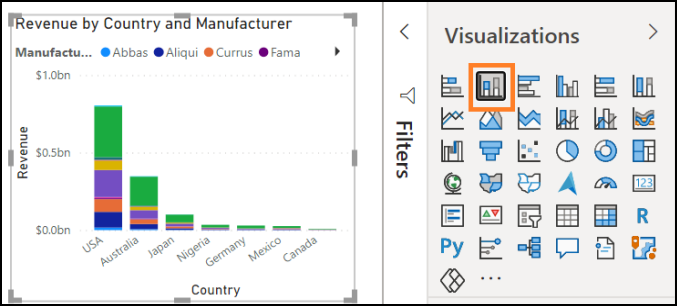 Revenue by Country and Manufacturer
Manufactu... Abbas Aliqui Currus Fama
$1.0bn
$0.5bn
$0.0bn
Revenue
USA
Australia
Japan
Nigeria
Germany
Mexico
Canada
Country
Filters
Visualizations
123
R
Py
...